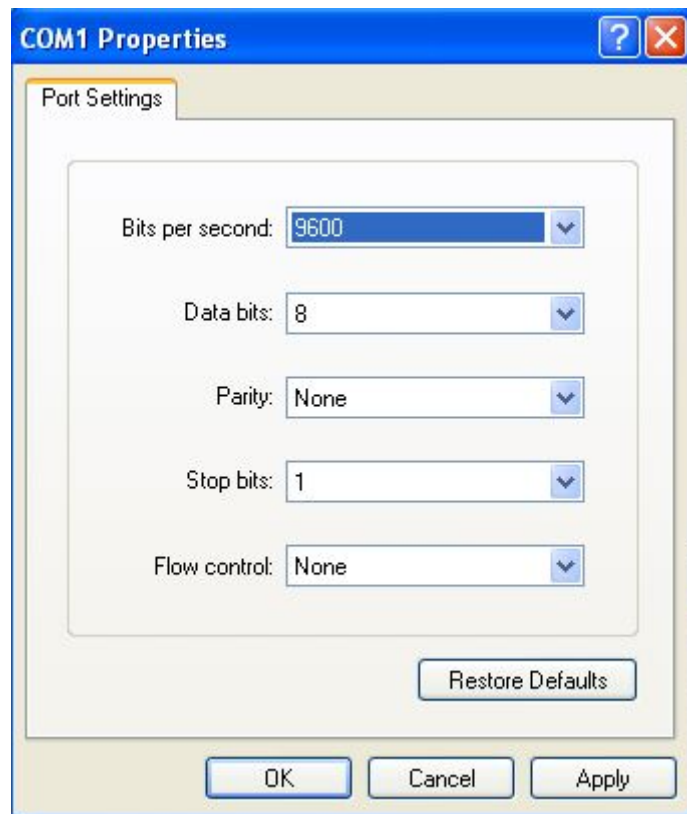 COM1 Properties
Port Settings
Bits per second: 9600
Data bits: 8
Parity: None
Stop bits: 1
Flow control: None
Restore Defaults
OK Cancel Apply